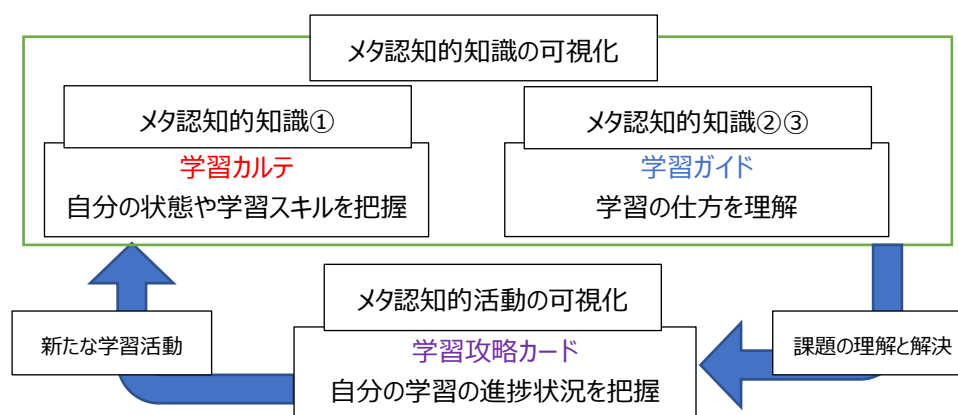 メタ認知的知識の可視化
メタ認知的知識①
学習カルテ
自分の状態や学習スキルを把握
メタ認知的知識②③
学習ガイド
学習の仕方を理解
メタ認知的活動の可視化
学習攻略カード
自分の学習の進捗状況を把握
新たな学習活動
課題の理解と解決